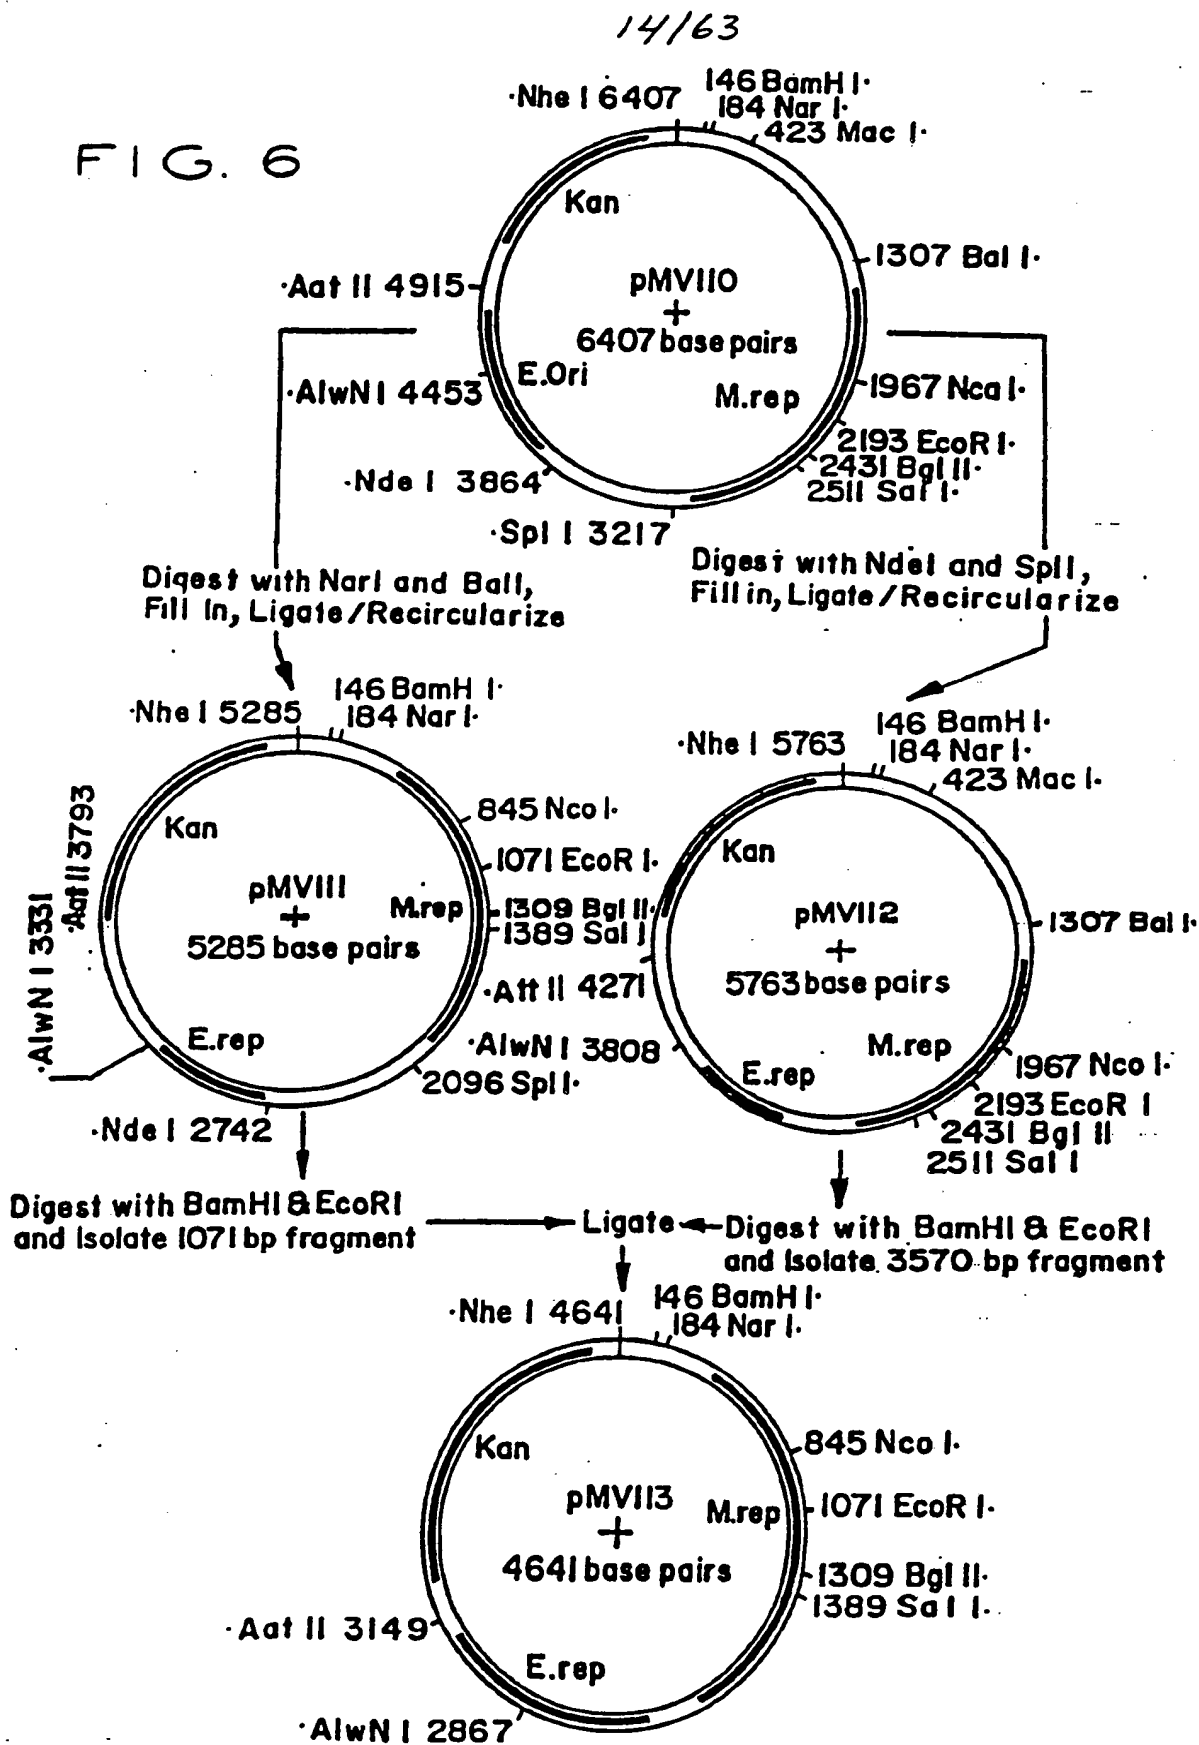 14/63
FIG. 6
·Nhe I 6407
146 BamH I·
184 Nar I·
423 Mac I·
Kan
1307 Bal I·
·Aat II 4915
pMV110
+
6407 base pairs
E.Ori
·AlwN I 4453
M.rep
1967 Nca I·
2193 EcoR I·
2431 Bgl II·
2511 Sal I·
·Nde I 3864
·Spl I 3217
Digest with NarI and BalI,
Fill In, Ligate/Recircularize
Digest with NdeI and SplI,
Fill in, Ligate/Recircularize
·Nhe I 5285
146 BamH I·
184 Nar I·
845 Nco I·
1071 EcoR I·
1309 Bgl II·
1389 Sal I
Kan
pMV111
+
5285 base pairs
M.rep
E.rep
Aat II 3793
·AlwN I 3331
2096 Spl I·
·Nde I 2742
·Nhe I 5763
146 BamH I·
184 Nar I·
423 Mac I·
Kan
pMV112
+
5763 base pairs
1307 Bal I·
·Att II 4271
·AlwN I 3808
M.rep
E.rep
1967 Nco I·
2193 EcoR I
2431 Bgl II
2511 Sal I
Digest with BamHI & EcoRI
and Isolate 1071 bp fragment
Ligate
Digest with BamHI & EcoRI
and Isolate 3570 bp fragment
·Nhe I 4641
146 BamH I·
184 Nar I·
Kan
845 Nco I·
pMV113
+
4641 base pairs
M.rep
1071 EcoR I·
1309 Bgl II·
1389 Sal I·
·Aat II 3149
E.rep
·AlwN I 2867